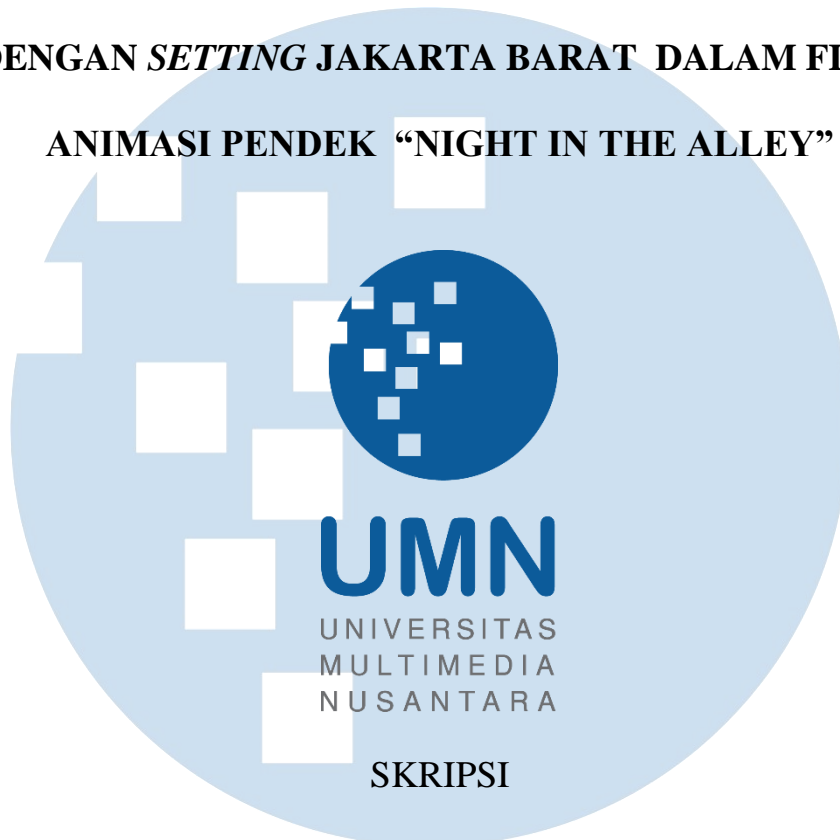 DENGAN SETTING JAKARTA BARAT DALAM FI
ANIMASI PENDEK “NIGHT IN THE ALLEY”
UMN
UNIVERSITAS
MULTIMEDIA
NUSANTARA
SKRIPSI